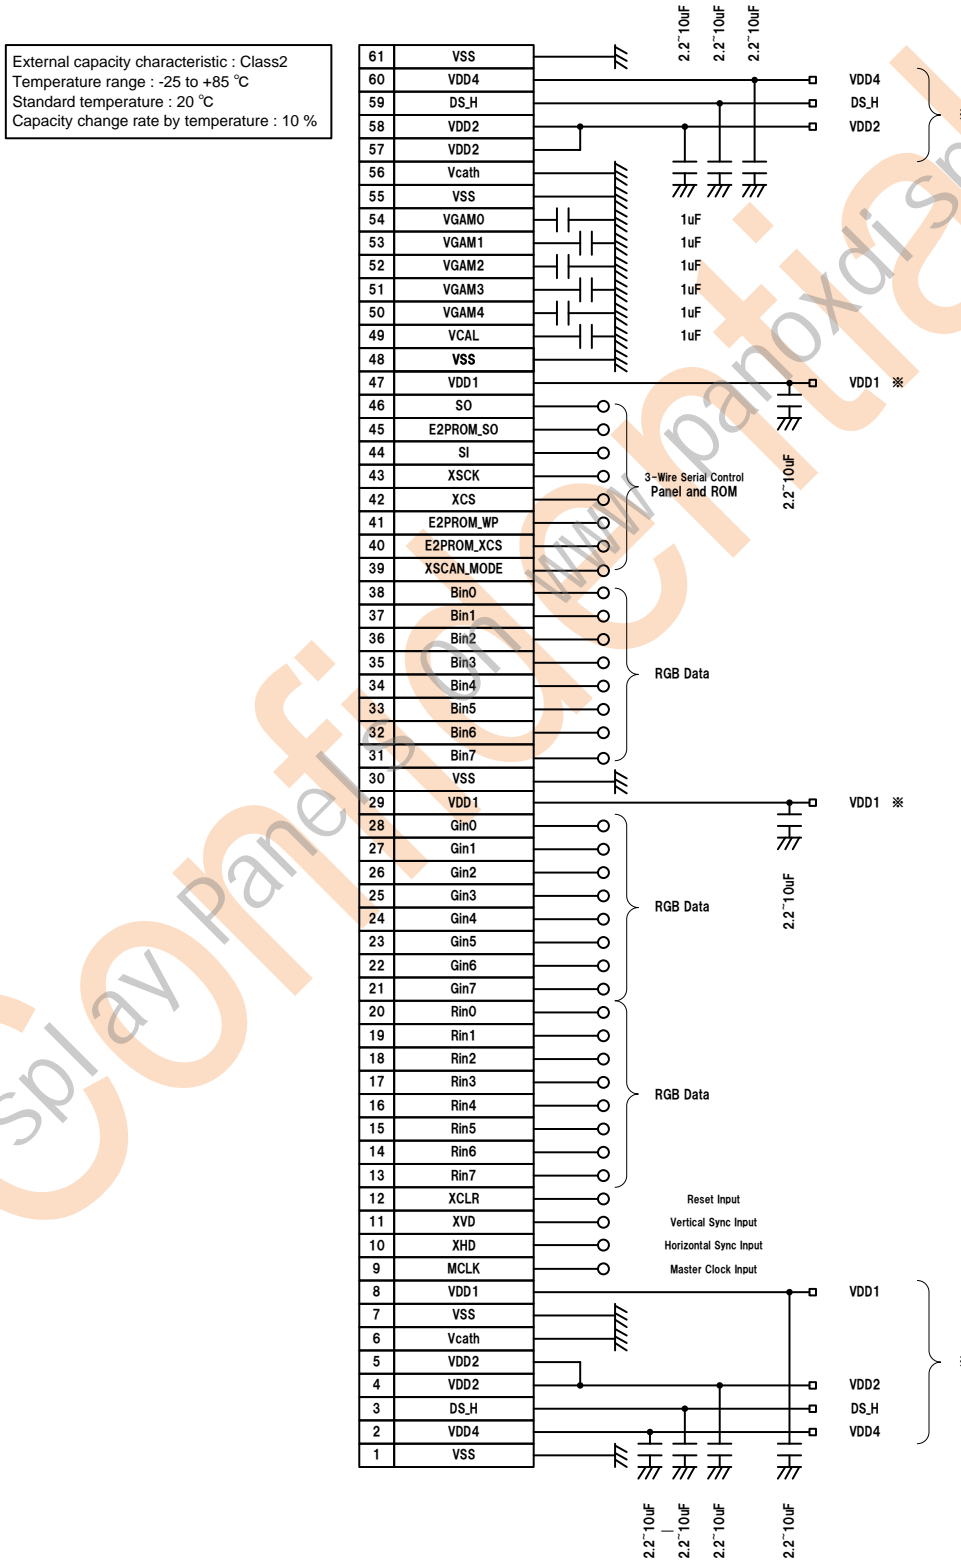 External capacity characteristic : Class2
Temperature range : -25 to +85 ℃
Standard temperature : 20 ℃
Capacity change rate by temperature : 10 %
2.2~10uF
2.2~10uF
2.2~10uF
61 VSS
60 VDD4 VDD4
59 DS_H DS_H
58 VDD2 VDD2
57 VDD2
56 Vcath
55 VSS
54 VGAM0 1uF
53 VGAM1 1uF
52 VGAM2 1uF
51 VGAM3 1uF
50 VGAM4 1uF
49 VCAL 1uF
48 VSS
47 VDD1 VDD1 ※
2.2~10uF
46 SO
45 E2PROM_SO
44 SI
43 XSCK
42 XCS
41 E2PROM_WP
40 E2PROM_XCS
39 XSCAN_MODE
3-Wire Serial Control
Panel and ROM
38 Bin0
37 Bin1
36 Bin2
35 Bin3
34 Bin4
33 Bin5
32 Bin6
31 Bin7
RGB Data
30 VSS
29 VDD1 VDD1 ※
2.2~10uF
28 Gin0
27 Gin1
26 Gin2
25 Gin3
24 Gin4
23 Gin5
22 Gin6
21 Gin7
RGB Data
20 Rin0
19 Rin1
18 Rin2
17 Rin3
16 Rin4
15 Rin5
14 Rin6
13 Rin7
RGB Data
12 XCLR Reset Input
11 XVD Vertical Sync Input
10 XHD Horizontal Sync Input
9 MCLK Master Clock Input
8 VDD1 VDD1
7 VSS
6 Vcath
5 VDD2
4 VDD2 VDD2
3 DS_H DS_H
2 VDD4 VDD4
1 VSS
2.2~10uF
2.2~10uF
2.2~10uF
2.2~10uF
Confidential
splay Panels on www.panoxdisp